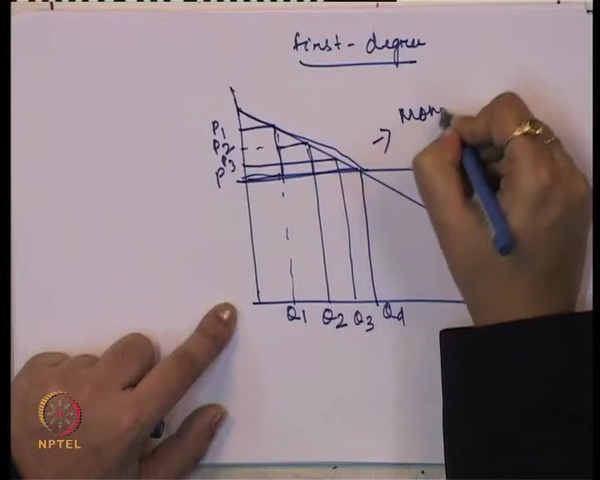 first-degree
Mon
P1
P2
P3
P
Q1 Q2 Q3 Q4
NPTEL